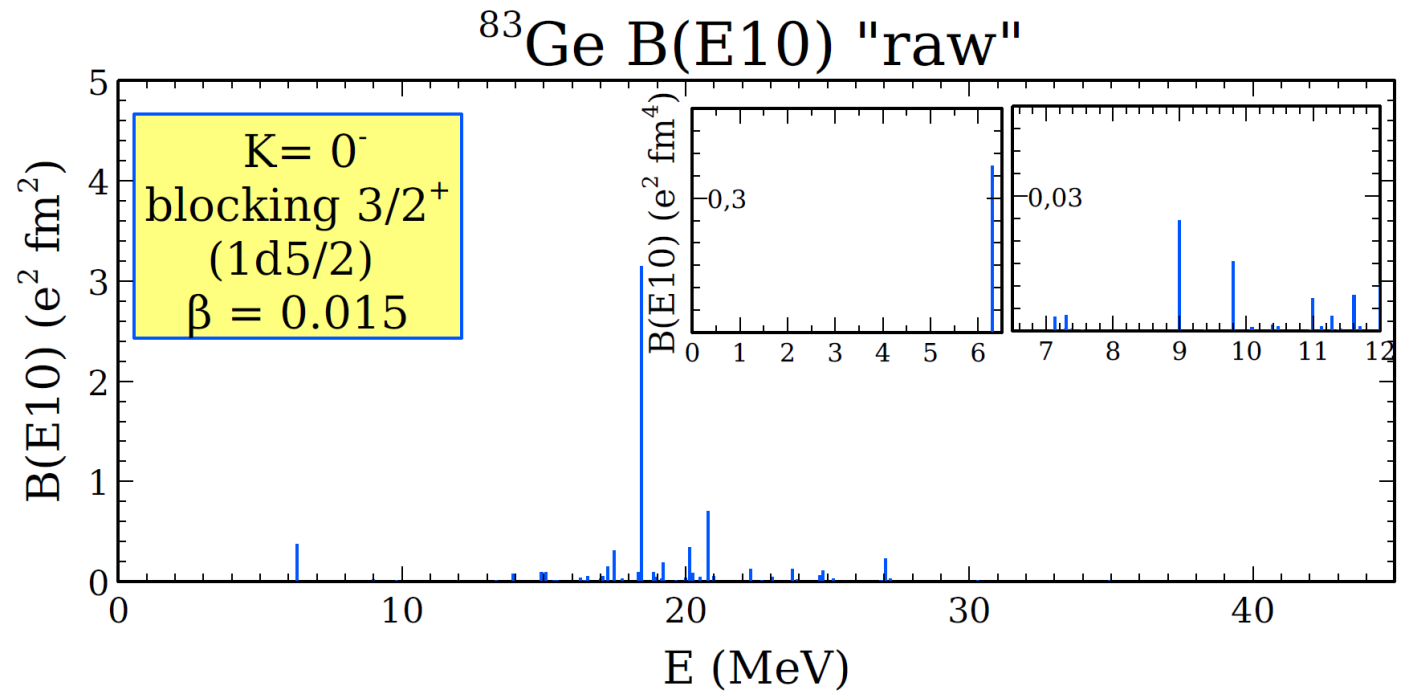 ⁸³Ge B(E10) "raw"
B(E10) (e² fm²)
5
4
3
2
1
0
K= 0⁻
blocking 3/2⁺
(1d5/2)
β = 0.015
B(E10) (e² fm⁴)
0,3
0 1 2 3 4 5 6
0,03
7 8 9 10 11 12
0 10 20 30 40
E (MeV)